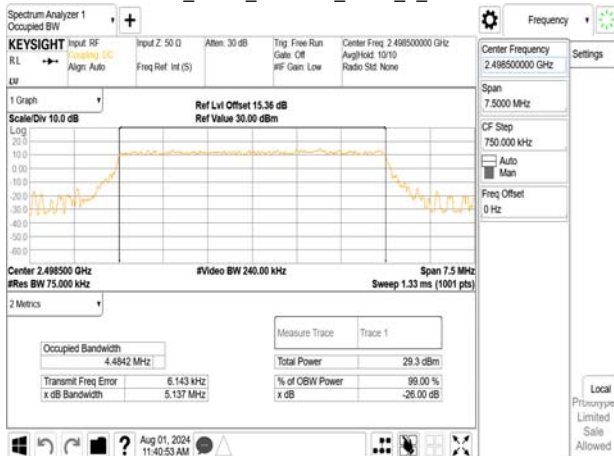 Spectrum Analyzer 1
Occupied BW
Frequency
KEYSIGHT Input: RF Input Z: 50 Ω Atten: 30 dB Trig: Free Run Center Freq: 2.498500000 GHz
RL Coupling: DC Gate: Off Avg|Hold: 10/10
Align: Auto Freq Ref: Int (S) #IF Gain: Low Radio Std: None
Center Frequency
2.498500000 GHz
Settings
Span
7.5000 MHz
CF Step
750.000 kHz
Auto
Man
Freq Offset
0 Hz
1 Graph
Ref Lvl Offset 15.36 dB
Scale/Div 10.0 dB Ref Value 30.00 dBm
Log
20.0
10.0
0.00
-10.0
-20.0
-30.0
-40.0
-50.0
-60.0
Center 2.498500 GHz #Video BW 240.00 kHz Span 7.5 MHz
#Res BW 75.000 kHz Sweep 1.33 ms (1001 pts)
2 Metrics
Measure Trace Trace 1
Occupied Bandwidth
4.4842 MHz Total Power 29.3 dBm
Transmit Freq Error 6.143 kHz % of OBW Power 99.00 %
x dB Bandwidth 5.137 MHz x dB -26.00 dB
Local
Prototype
Limited
Sale
Allowed
Aug 01, 2024
11:40:53 AM
?